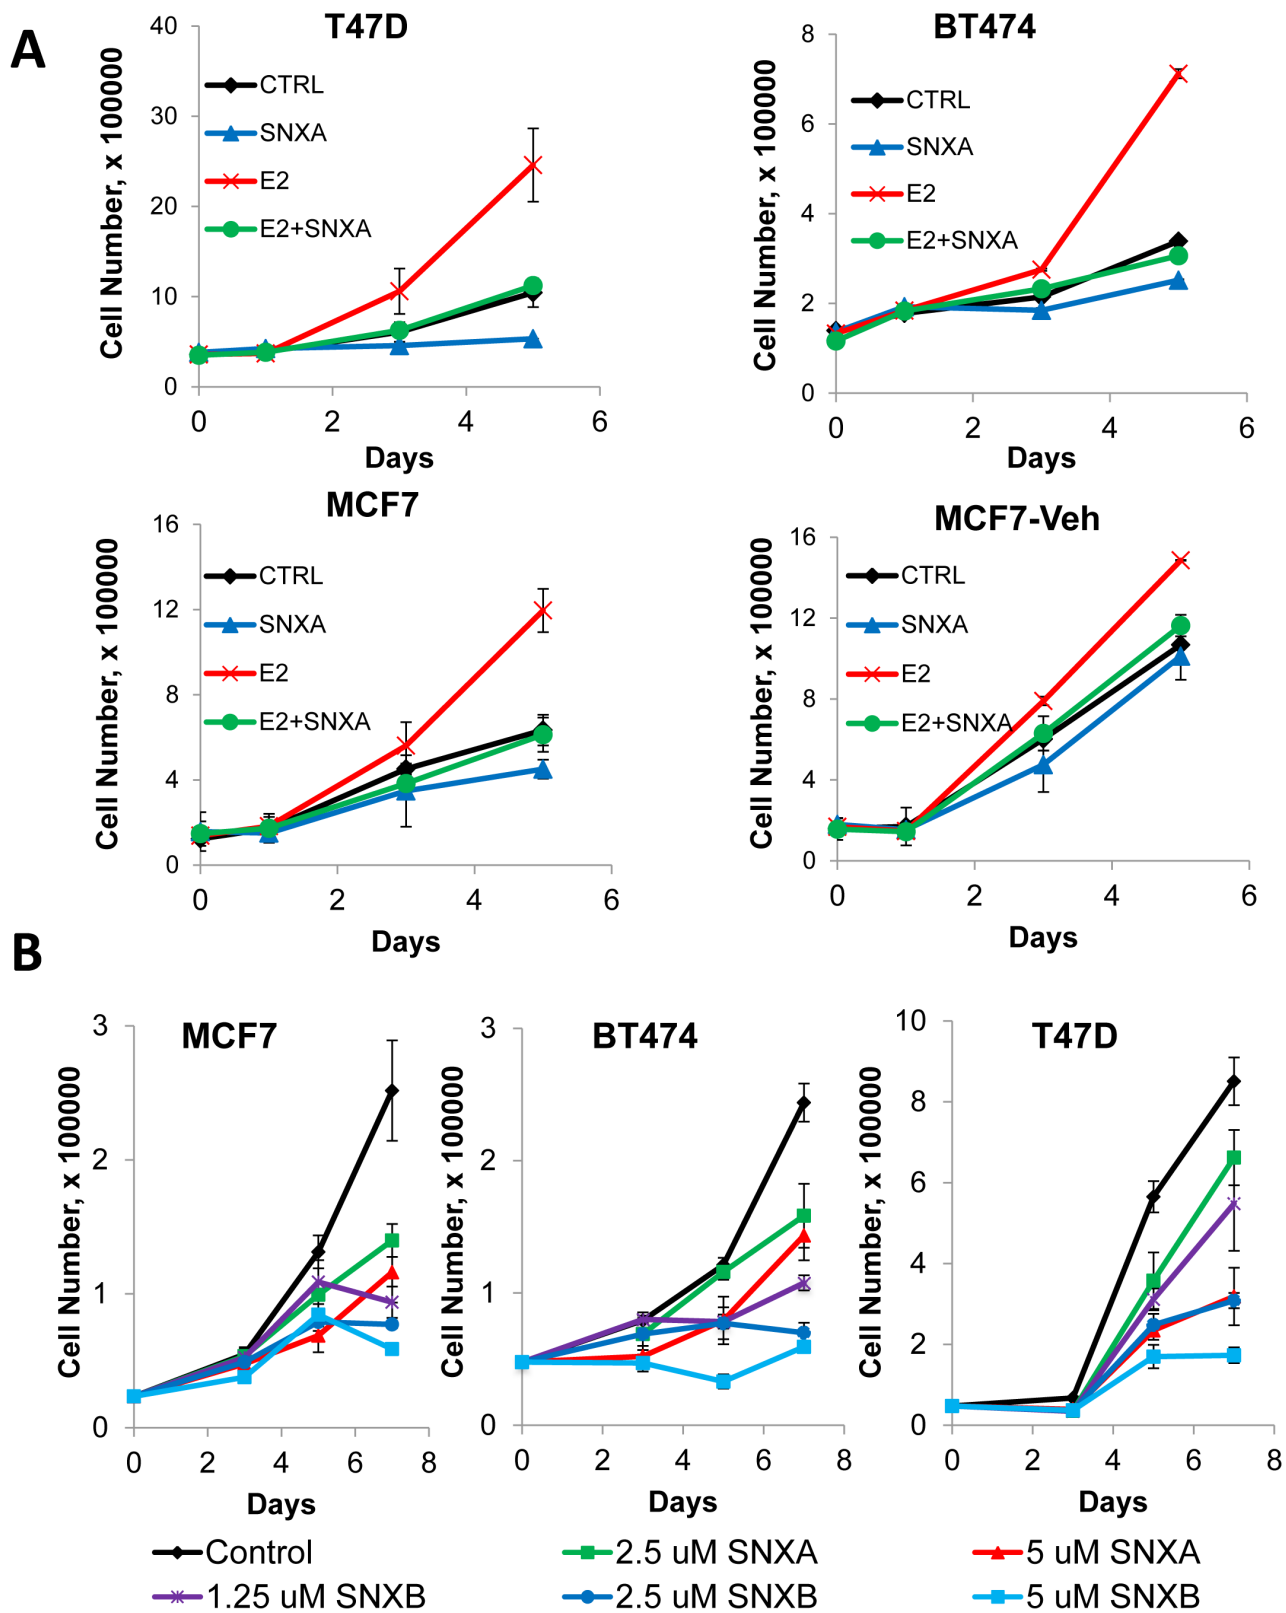 A
T47D
Cell Number, x 100000
40
30
20
10
0
CTRL
SNXA
E2
E2+SNXA
0 2 4 6
Days
BT474
Cell Number, x 100000
8
6
4
2
0
CTRL
SNXA
E2
E2+SNXA
0 2 4 6
Days
MCF7
Cell Number, x 100000
16
12
8
4
0
CTRL
SNXA
E2
E2+SNXA
0 2 4 6
Days
MCF7-Veh
Cell Number, x 100000
16
12
8
4
0
CTRL
SNXA
E2
E2+SNXA
0 2 4 6
Days
B
MCF7
Cell Number, x 100000
3
2
1
0
0 2 4 6 8
Days
BT474
Cell Number, x 100000
3
2
1
0
0 2 4 6 8
Days
T47D
Cell Number, x 100000
10
8
6
4
2
0
0 2 4 6 8
Days
Control 2.5 uM SNXA 5 uM SNXA
1.25 uM SNXB 2.5 uM SNXB 5 uM SNXB